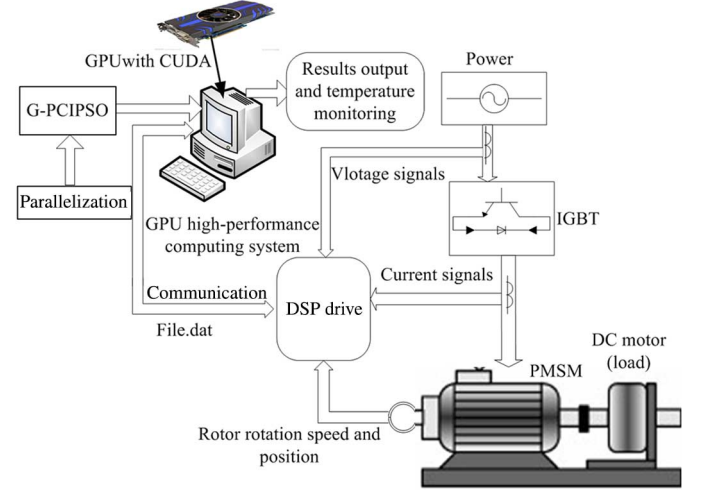 GPUwith CUDA
Results output
and temperature
monitoring
Power
G-PCIPSO
Vlotage signals
Parallelization
GPU high-performance
computing system
IGBT
Current signals
Communication
DSP drive
File.dat
DC motor
(load)
PMSM
Rotor rotation speed and
position